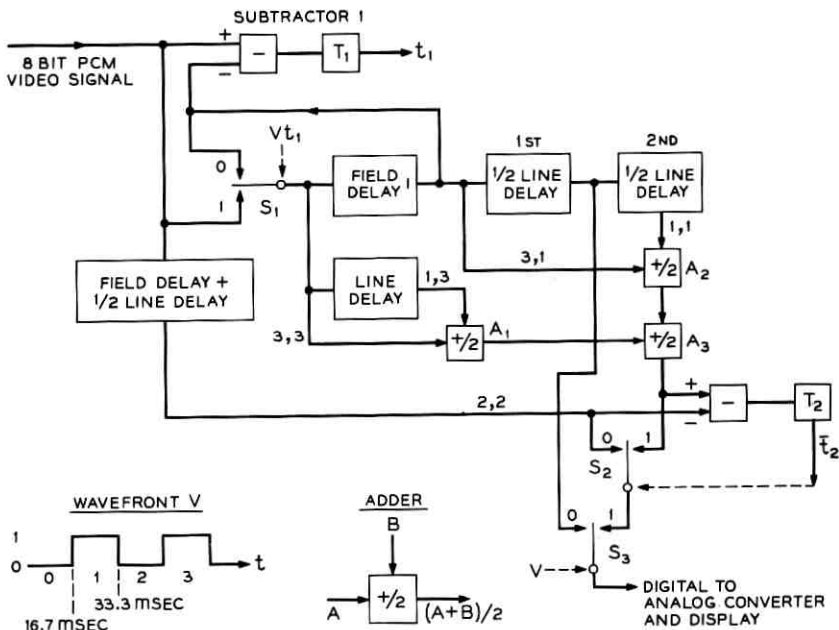 SUBTRACTOR 1
+
−
−
T₁
t₁
8 BIT PCM
VIDEO SIGNAL
Vt₁
0
1
S₁
FIELD
DELAY 1
1ST
1/2 LINE
DELAY
2ND
1/2 LINE
DELAY
1,1
3,1
+/2
A₂
FIELD DELAY +
1/2 LINE DELAY
LINE
DELAY
1,3
3,3
+/2
A₁
+/2
A₃
2,2
+
−
−
T₂
t̄₂
0
1
S₂
0
1
S₃
V
DIGITAL TO
ANALOG CONVERTER
AND DISPLAY
WAVEFRONT V
1
0
0
1
2
3
t
33.3 MSEC
16.7 MSEC
ADDER
B
A
+/2
(A+B)/2